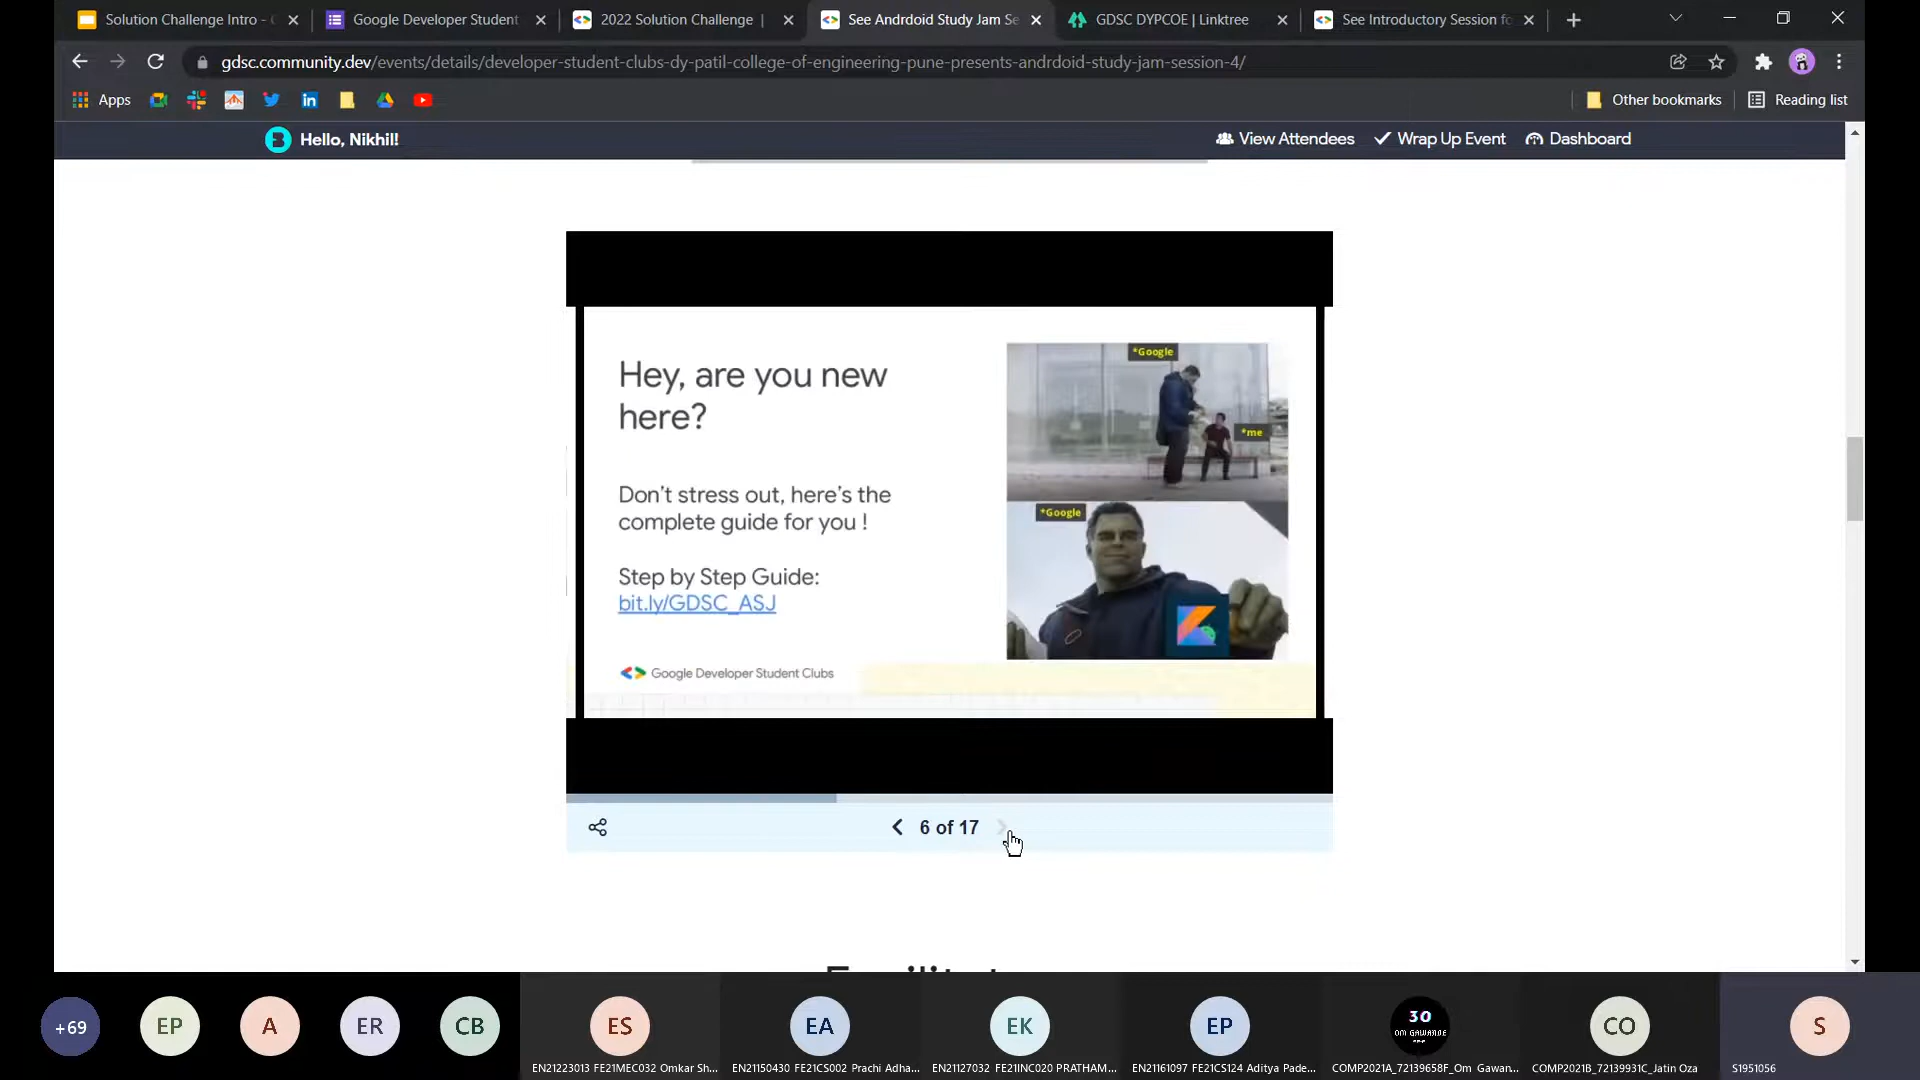 Solution Challenge Intro -
Google Developer Student
2022 Solution Challenge |
See Andrdoid Study Jam Se
GDSC DYPCOE | Linktree
See Introductory Session fo
gdsc.community.dev/events/details/developer-student-clubs-dy-patil-college-of-engineering-pune-presents-andrdoid-study-jam-session-4/
Apps
Other bookmarks
Reading list
Hello, Nikhil!
View Attendees
Wrap Up Event
Dashboard
Hey, are you new
here?
Don't stress out, here's the
complete guide for you !
Step by Step Guide:
bit.ly/GDSC_ASJ
Google Developer Student Clubs
*Google
*me
*Google
6 of 17
+69
EP
A
ER
CB
ES
EA
EK
EP
30
OM GAWANDE
CO
S
EN21223013 FE21MEC032 Omkar Sh...
EN21150430 FE21CS002 Prachi Adha...
EN21127032 FE21INC020 PRATHAM...
EN21161097 FE21CS124 Aditya Pade...
COMP2021A_72139658F_Om Gawan...
COMP2021B_72139931C_Jatin Oza
S1951056